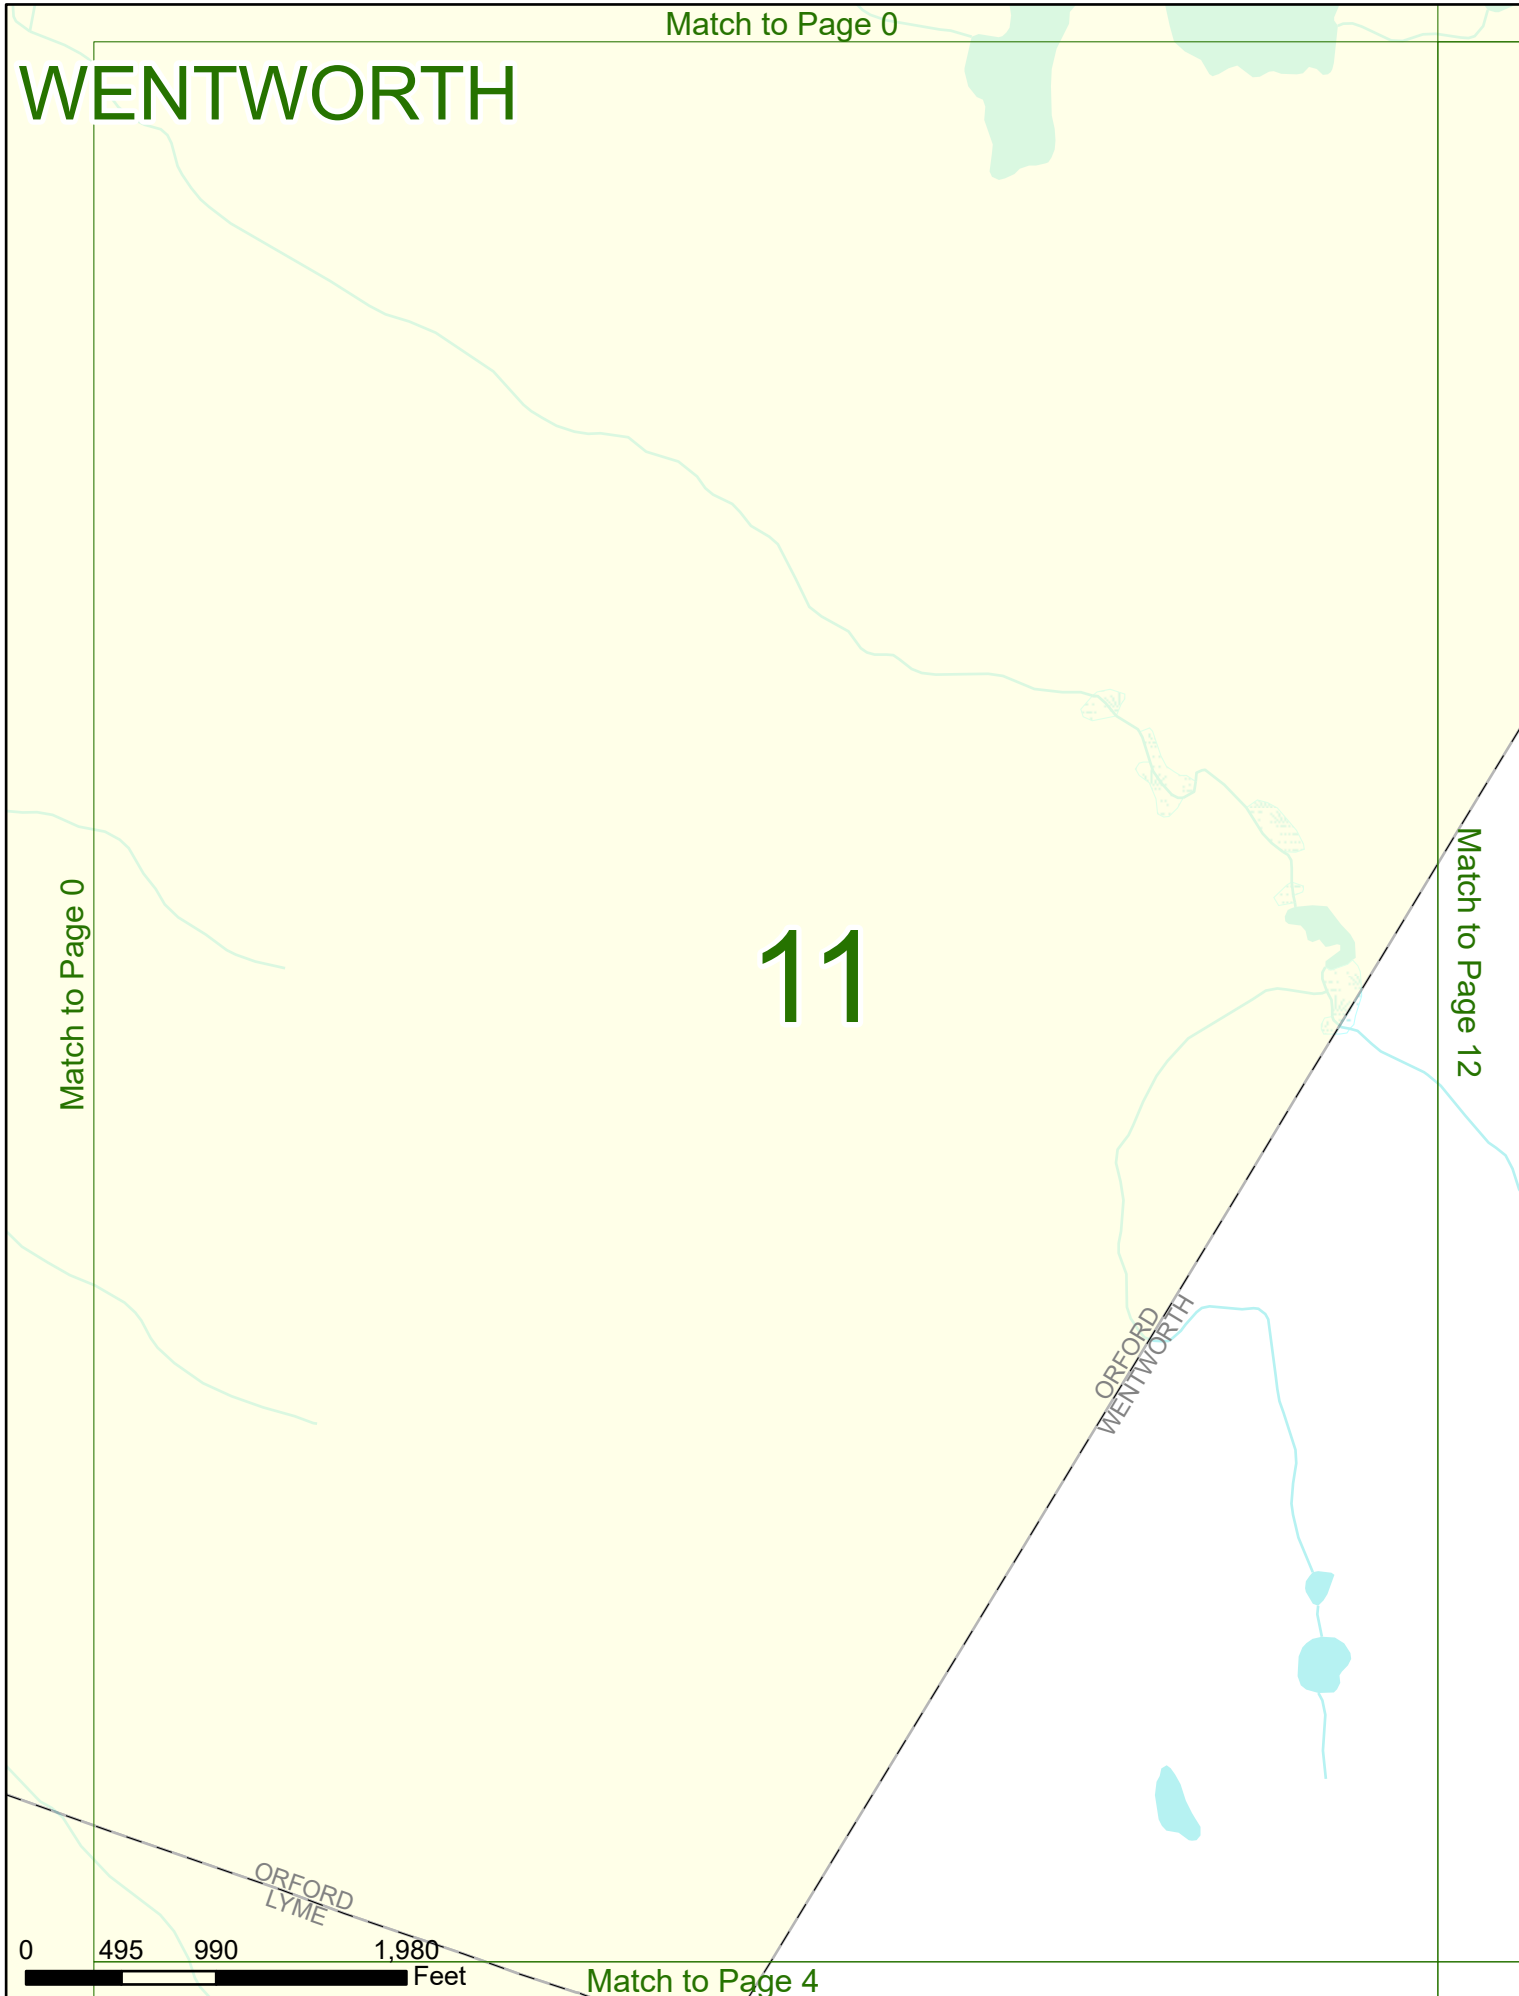 Match to Page 0
WENTWORTH
Match to Page 0
11
Match to Page 12
ORFORD
WENTWORTH
ORFORD
LYME
0 495 990 1,980
Feet
Match to Page 4